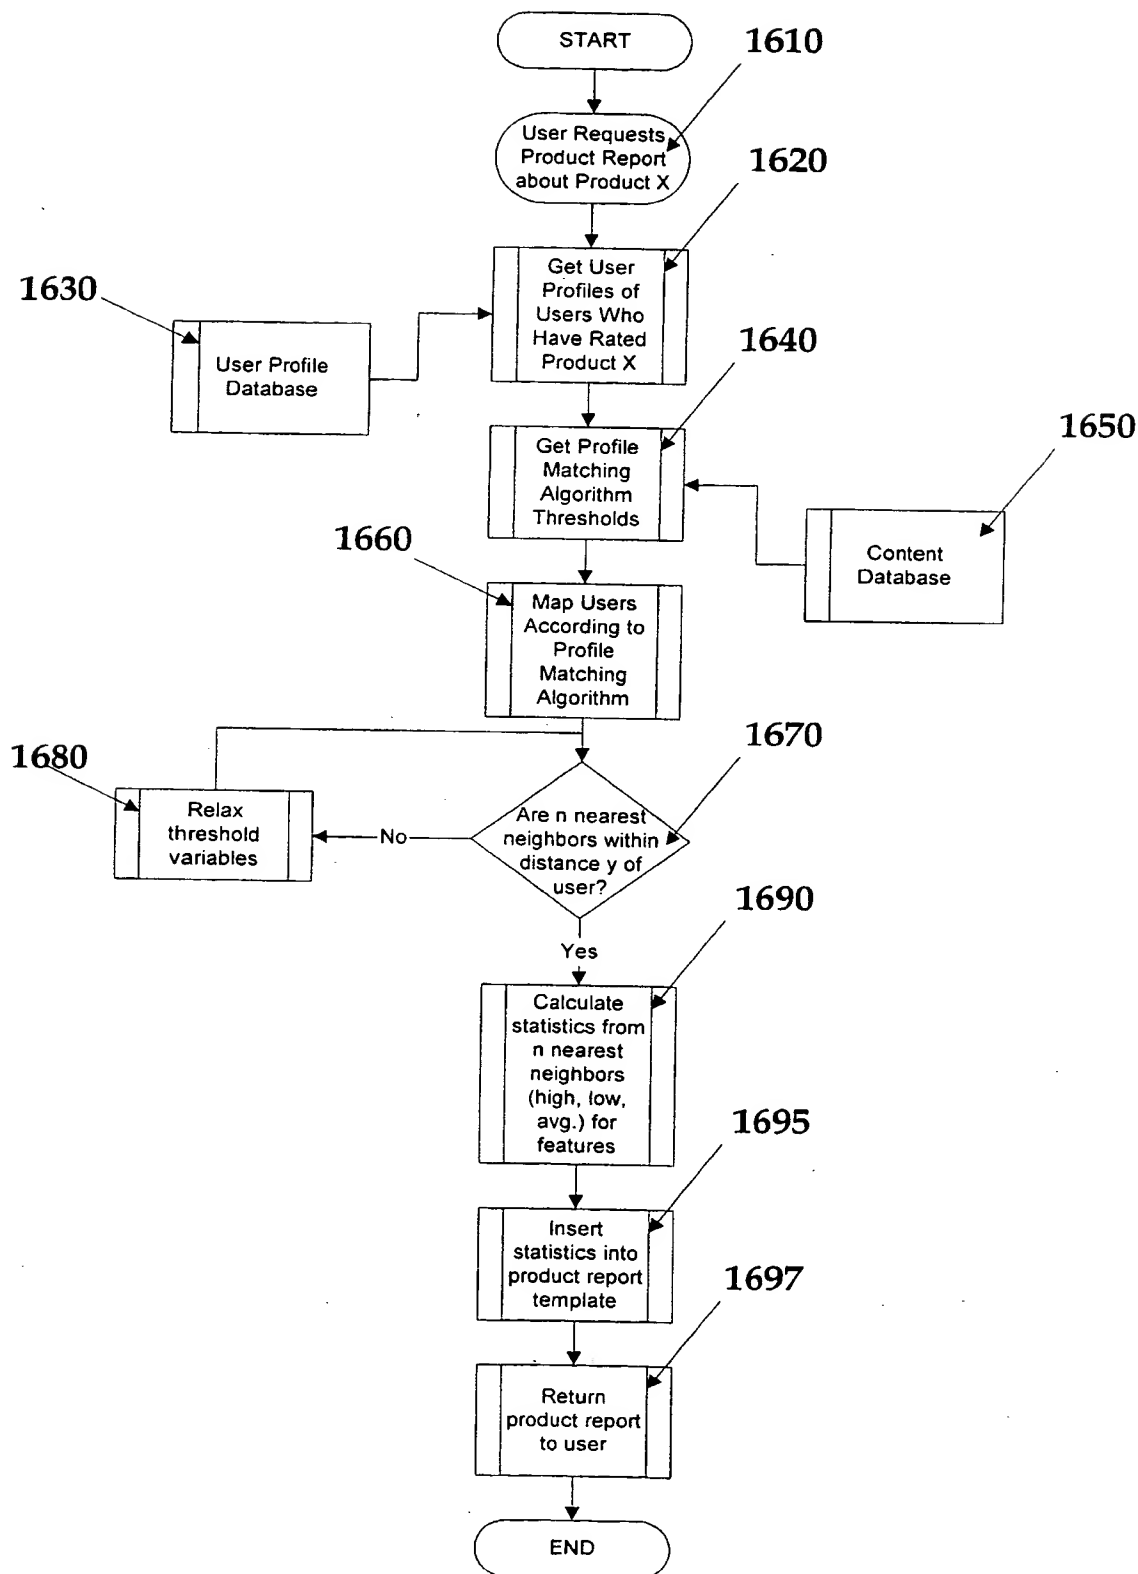 START
1610
User Requests
Product Report
about Product X
1620
Get User
Profiles of
Users Who
Have Rated
Product X
1630
User Profile
Database
1640
Get Profile
Matching
Algorithm
Thresholds
1650
Content
Database
1660
Map Users
According to
Profile
Matching
Algorithm
1670
Are n nearest
neighbors within
distance y of
user?
No
1680
Relax
threshold
variables
Yes
1690
Calculate
statistics from
n nearest
neighbors
(high, low,
avg.) for
features
1695
Insert
statistics into
product report
template
1697
Return
product report
to user
END